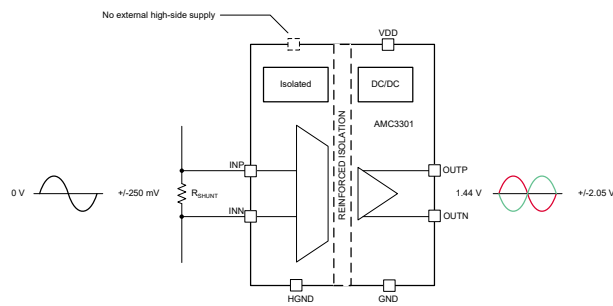 No external high-side supply
VDD
Isolated
DC/DC
REINFORCED ISOLATION
AMC3301
INP
OUTP
0 V
+/-250 mV
RSHUNT
1.44 V
+/-2.05 V
INN
OUTN
HGND
GND